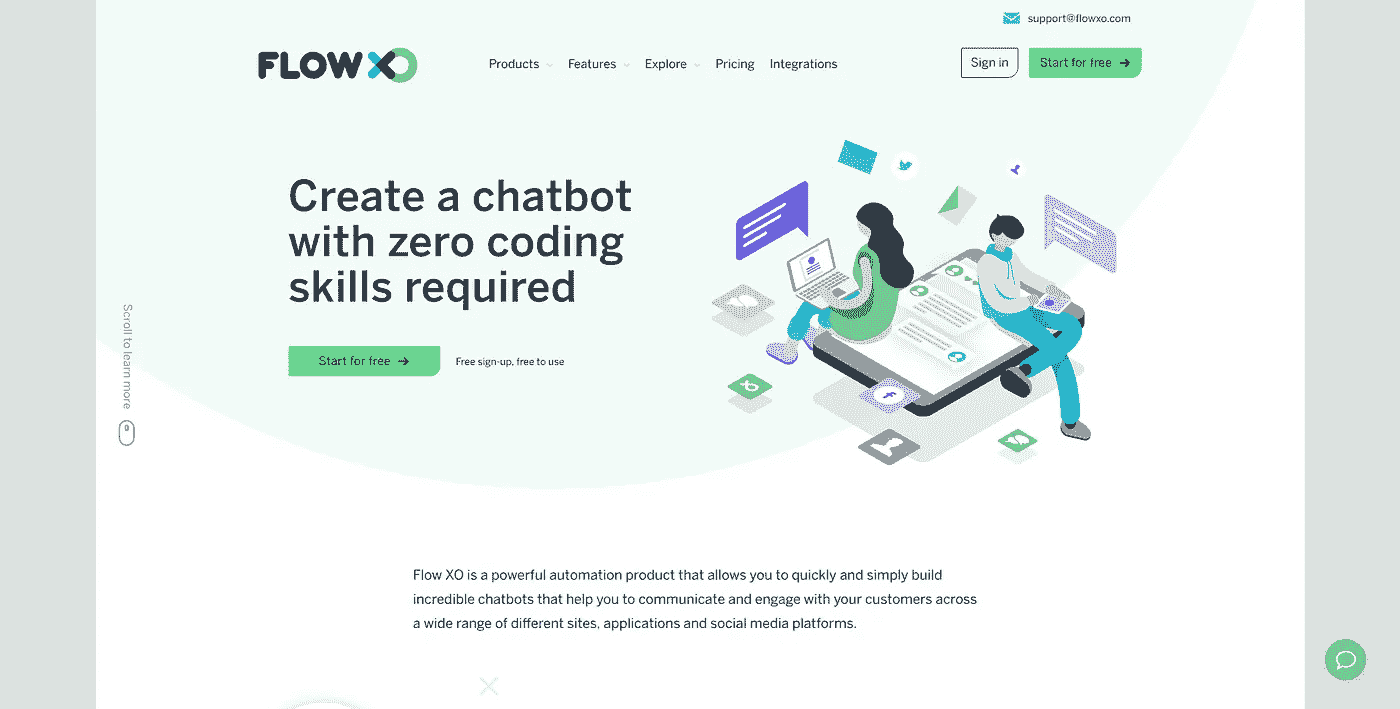 support@flowxo.com
FLOW XO
Products
Features
Explore
Pricing
Integrations
Sign in
Start for free
Create a chatbot
with zero coding
skills required
Start for free
Free sign-up, free to use
Scroll to learn more
Flow XO is a powerful automation product that allows you to quickly and simply build
incredible chatbots that help you to communicate and engage with your customers across
a wide range of different sites, applications and social media platforms.